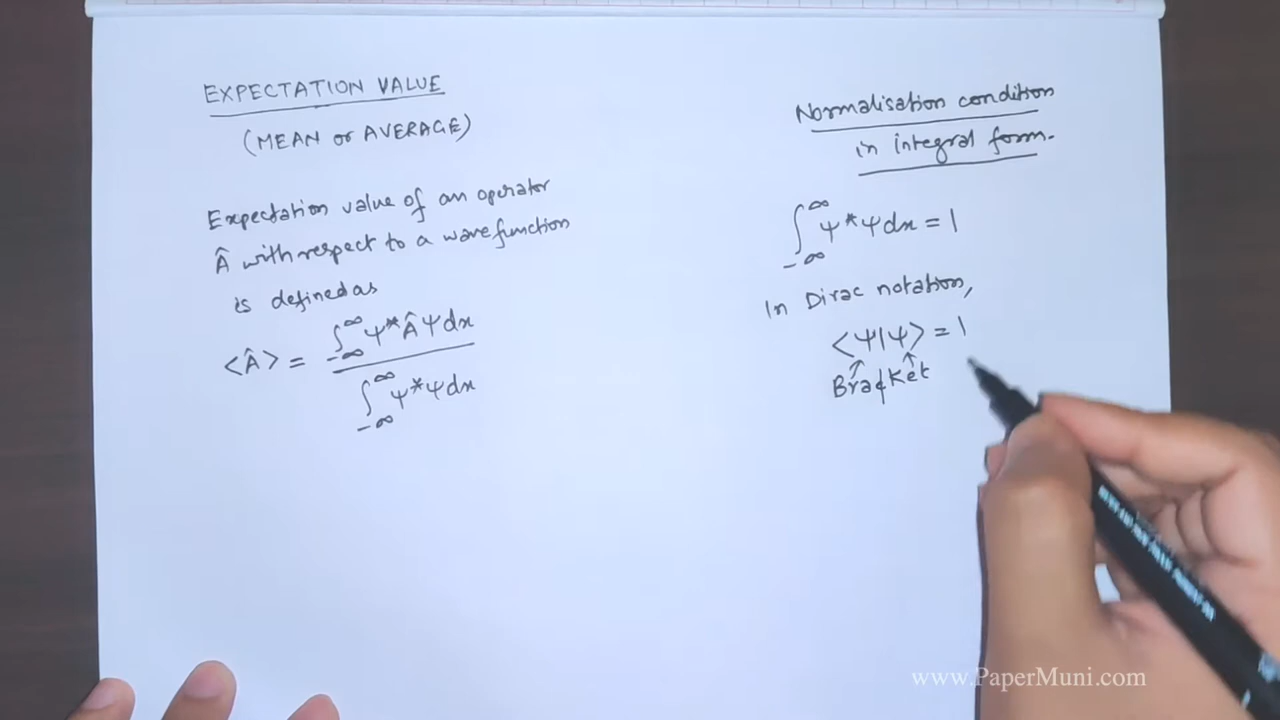 EXPECTATION VALUE
(MEAN or AVERAGE)
Expectation value of an operator
Â with respect to a wavefunction
is defined as
<Â> = ∫_{-∞}^{∞} Ψ* Â Ψ dx / ∫_{-∞}^{∞} Ψ* Ψ dx
Normalisation condition
in integral form.
∫_{-∞}^{∞} Ψ* Ψ dx = 1
In Dirac notation,
<Ψ|Ψ> = 1
Bra¢ket
www.PaperMuni.com